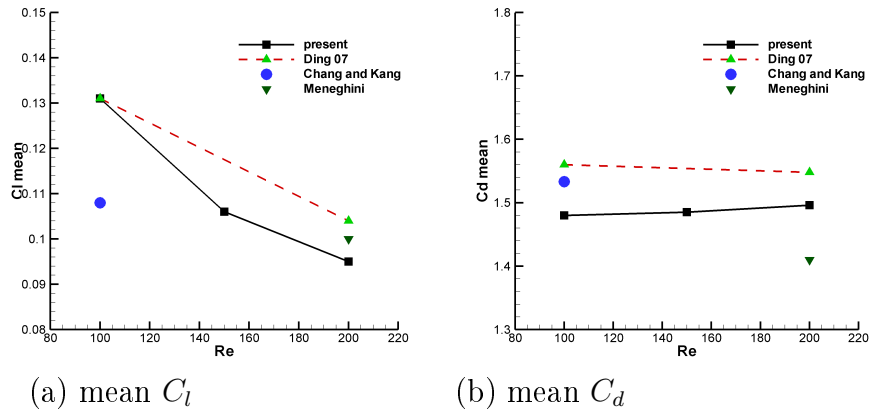 0.15
0.14
0.13
0.12
0.11
0.1
0.09
0.08
Cl mean
80 100 120 140 160 180 200 220
Re
present
Ding 07
Chang and Kang
Meneghini
(a) mean C_l
1.8
1.7
1.6
1.5
1.4
1.3
Cd mean
80 100 120 140 160 180 200 220
Re
present
Ding 07
Chang and Kang
Meneghini
(b) mean C_d